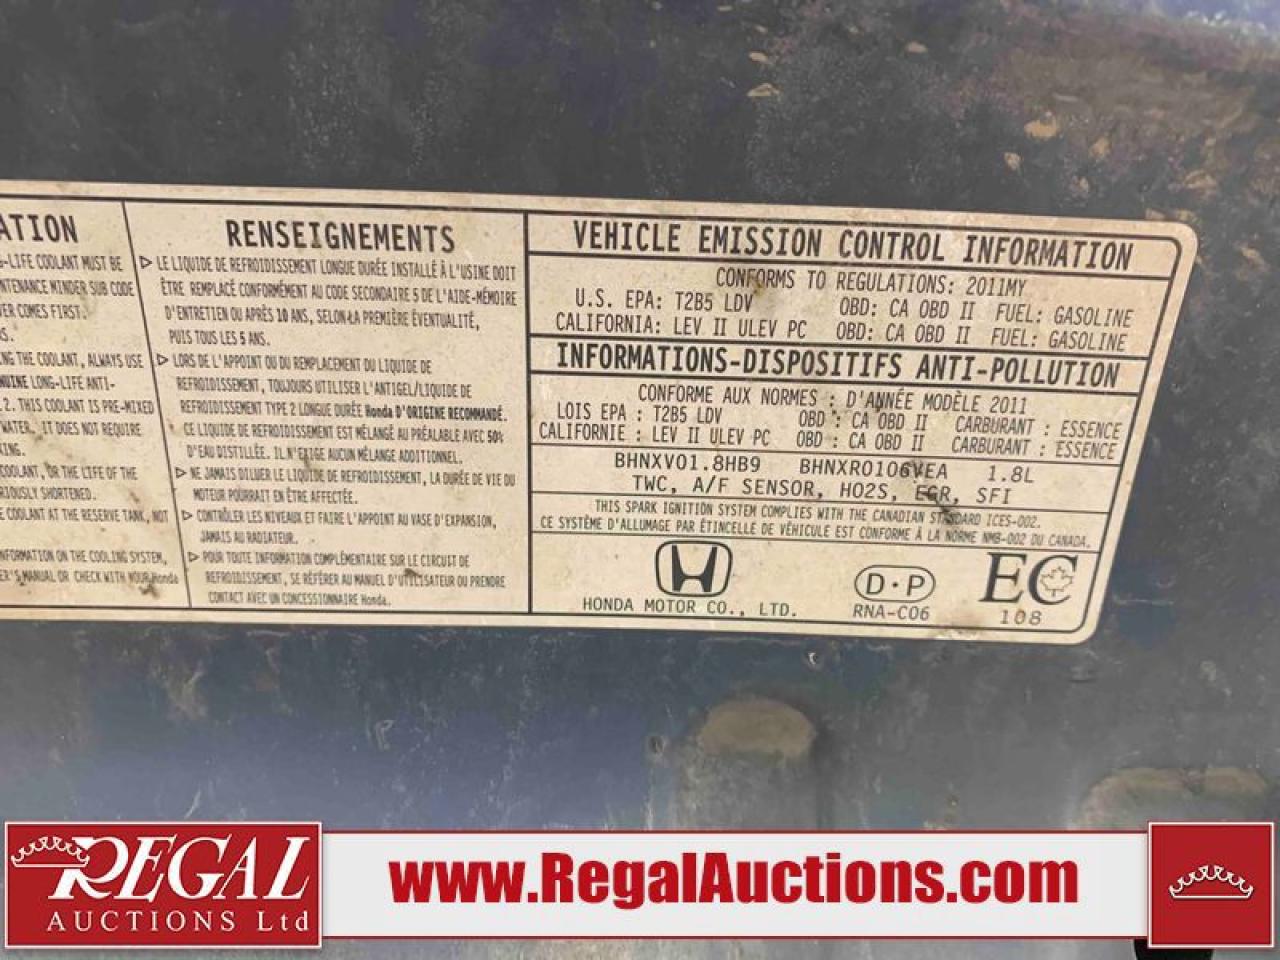 ATION
-LIFE COOLANT MUST BE
NTENANCE MINDER SUB CODE
VER COMES FIRST.
RS.
ING THE COOLANT, ALWAYS USE
NUINE LONG-LIFE ANTI-
2. THIS COOLANT IS PRE-MIXED
WATER. IT DOES NOT REQUIRE
ING.
COOLANT, OR THE LIFE OF THE
RIOUSLY SHORTENED.
E COOLANT AT THE RESERVE TANK, NOT
NFORMATION ON THE COOLING SYSTEM,
ER'S MANUAL OR CHECK WITH YOUR Honda
RENSEIGNEMENTS
▷ LE LIQUIDE DE REFROIDISSEMENT LONGUE DURÉE INSTALLÉ À L'USINE DOIT
ÊTRE REMPLACÉ CONFORMÉMENT AU CODE SECONDAIRE 5 DE L'AIDE-MÉMOIRE
D'ENTRETIEN OU APRÈS 10 ANS, SELON LA PREMIÈRE ÉVENTUALITÉ,
PUIS TOUS LES 5 ANS.
▷ LORS DE L'APPOINT OU DU REMPLACEMENT DU LIQUIDE DE
REFROIDISSEMENT, TOUJOURS UTILISER L'ANTIGEL/LIQUIDE DE
REFROIDISSEMENT TYPE 2 LONGUE DURÉE Honda D'ORIGINE RECOMMANDÉ.
CE LIQUIDE DE REFROIDISSEMENT EST MÉLANGÉ AU PRÉALABLE AVEC 50%
D'EAU DISTILLÉE. IL N'EXIGE AUCUN MÉLANGE ADDITIONNEL.
▷ NE JAMAIS DILUER LE LIQUIDE DE REFROIDISSEMENT, LA DURÉE DE VIE DU
MOTEUR POURRAIT EN ÊTRE AFFECTÉE.
▷ CONTRÔLER LES NIVEAUX ET FAIRE L'APPOINT AU VASE D'EXPANSION,
JAMAIS AU RADIATEUR.
▷ POUR TOUTE INFORMATION COMPLÉMENTAIRE SUR LE CIRCUIT DE
REFROIDISSEMENT, SE RÉFÉRER AU MANUEL D'UTILISATEUR OU PRENDRE
CONTACT AVEC UN CONCESSIONNAIRE Honda.
VEHICLE EMISSION CONTROL INFORMATION
CONFORMS TO REGULATIONS: 2011MY
U.S. EPA: T2B5 LDV OBD: CA OBD II FUEL: GASOLINE
CALIFORNIA: LEV II ULEV PC OBD: CA OBD II FUEL: GASOLINE
INFORMATIONS-DISPOSITIFS ANTI-POLLUTION
CONFORME AUX NORMES : D'ANNÉE MODÈLE 2011
LOIS EPA : T2B5 LDV OBD : CA OBD II CARBURANT : ESSENCE
CALIFORNIE : LEV II ULEV PC OBD : CA OBD II CARBURANT : ESSENCE
BHNXV01.8HB9 BHNXR0106VEA 1.8L
TWC, A/F SENSOR, HO2S, EGR, SFI
THIS SPARK IGNITION SYSTEM COMPLIES WITH THE CANADIAN STANDARD ICES-002.
CE SYSTÈME D'ALLUMAGE PAR ÉTINCELLE DE VÉHICULE EST CONFORME À LA NORME NMB-002 DU CANADA.
HONDA MOTOR CO., LTD.
D·P
RNA-C06
EC
108
REGAL
AUCTIONS Ltd
www.RegalAuctions.com